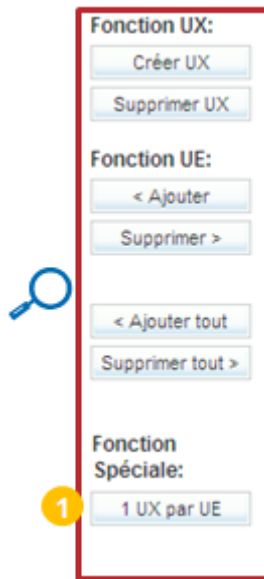 Fonction UX:
Créer UX
Supprimer UX
Fonction UE:
< Ajouter
Supprimer >
< Ajouter tout
Supprimer tout >
Fonction
Spéciale:
1
1 UX par UE